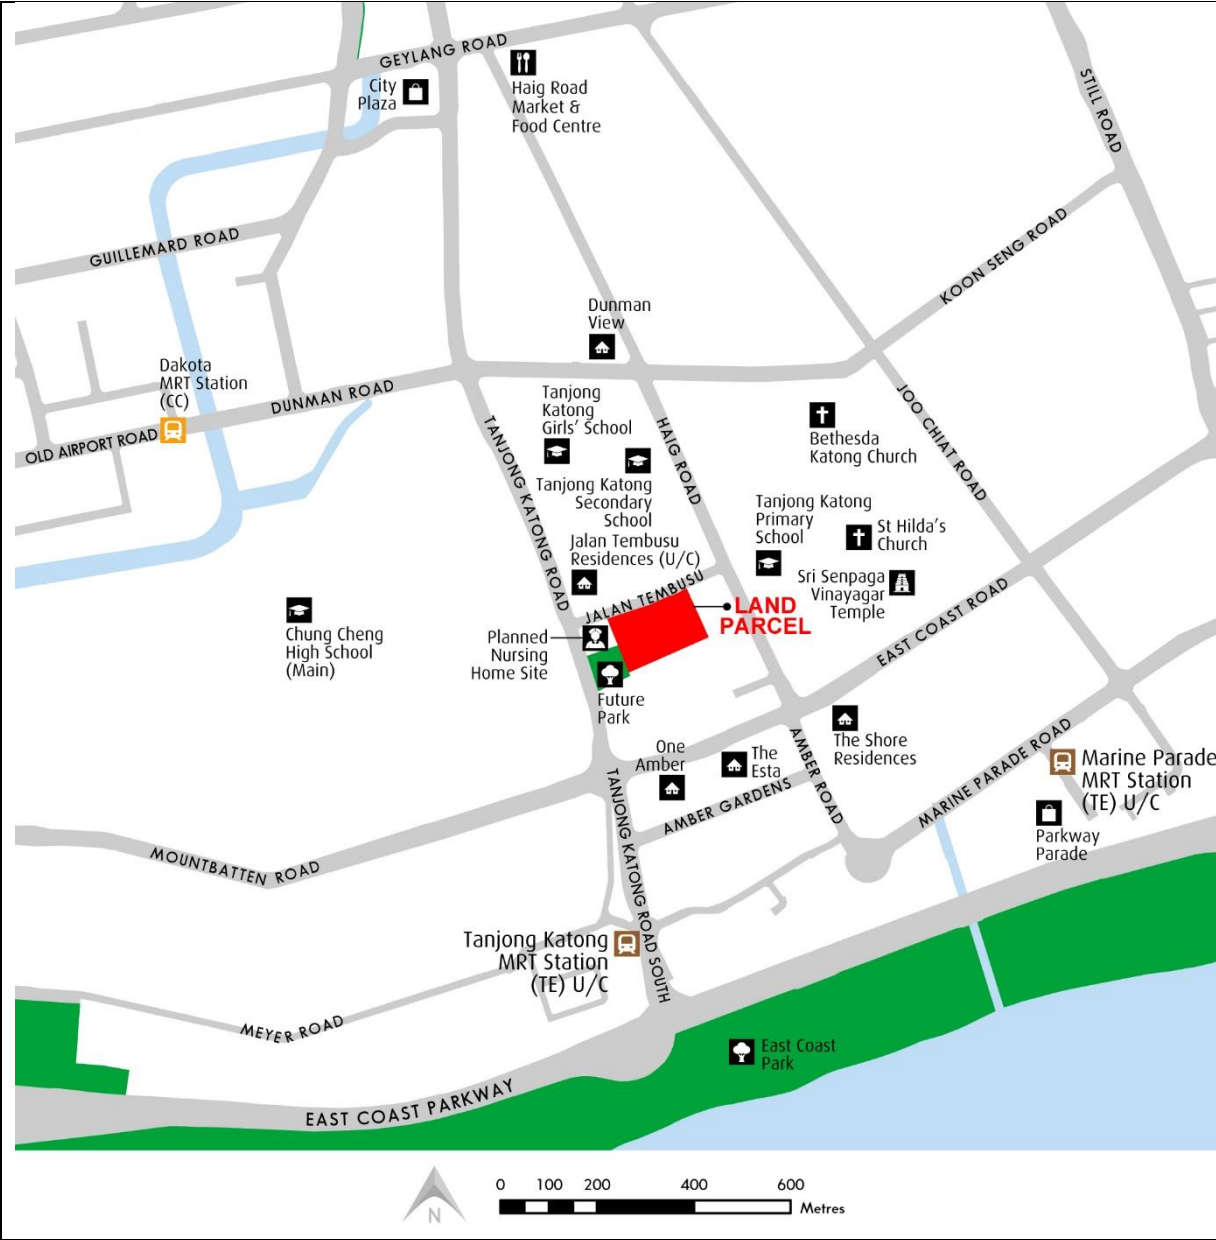 GEYLANG ROAD
City
Plaza
Haig Road
Market &
Food Centre
STILL ROAD
GUILLEMARD ROAD
KOON SENG ROAD
Dunman
View
Dakota
MRT Station
(CC)
DUNMAN ROAD
OLD AIRPORT ROAD
Tanjong
Katong
Girls' School
TANJONG KATONG ROAD
HAIG ROAD
JOO CHIAT ROAD
Bethesda
Katong Church
Tanjong Katong
Secondary
School
Tanjong Katong
Primary
School
St Hilda's
Church
Jalan Tembusu
Residences (U/C)
Sri Senpaga
Vinayagar
Temple
JALAN TEMBUSU
LAND
PARCEL
EAST COAST ROAD
Chung Cheng
High School
(Main)
Planned
Nursing
Home Site
Future
Park
One
Amber
The
Esta
AMBER ROAD
The Shore
Residences
MARINE PARADE ROAD
Marine Parade
MRT Station
(TE) U/C
AMBER GARDENS
Parkway
Parade
MOUNTBATTEN ROAD
TANJONG KATONG ROAD SOUTH
Tanjong Katong
MRT Station
(TE) U/C
MEYER ROAD
East Coast
Park
EAST COAST PARKWAY
N
0 100 200 400 600
Metres